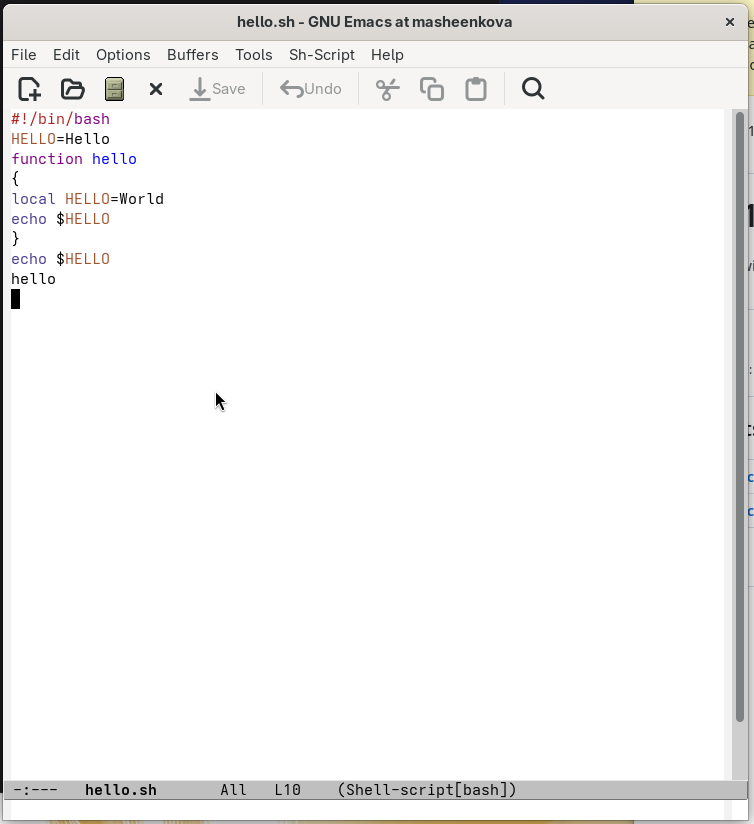 hello.sh - GNU Emacs at masheenkova
File Edit Options Buffers Tools Sh-Script Help
Save Undo
#!/bin/bash
HELLO=Hello
function hello
{
local HELLO=World
echo $HELLO
}
echo $HELLO
hello
-:--- hello.sh All L10 (Shell-script[bash])